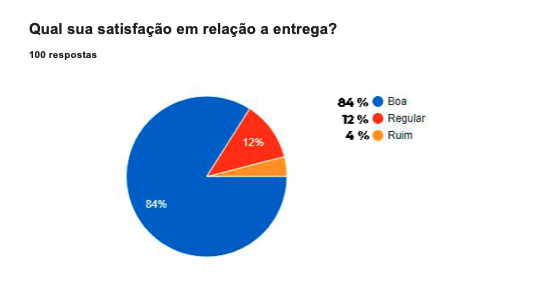 Qual sua satisfação em relação a entrega?
100 respostas
84 % Boa
12 % Regular
4 % Ruim
12%
84%